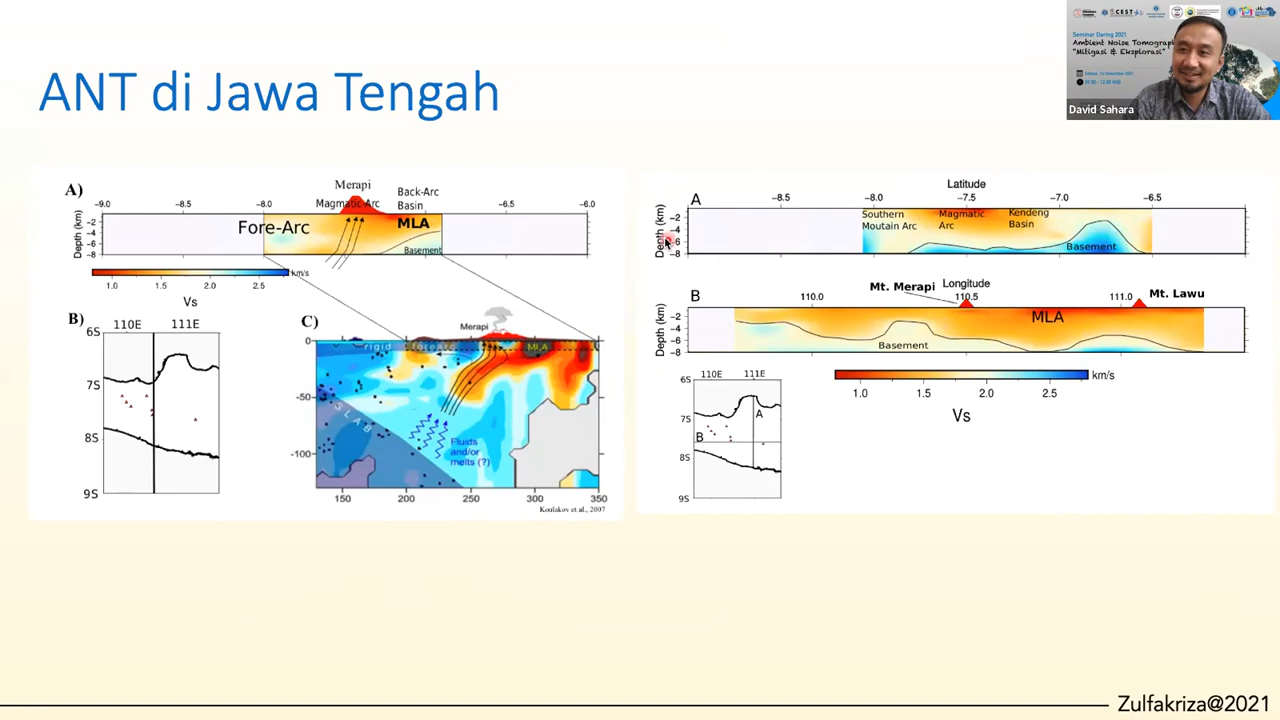 CEST
Seminar Daring 2021
Ambient Noise Tomograp
"Mitigasi & Eksplorasi"
David Sahara
ANT di Jawa Tengah
A)
Merapi
Back-Arc
Basin
Magmatic-Arc
-9.0 -8.5 -8.0 -6.5 -6.0
Depth (km)
-2
-4
-6
-8
Fore-Arc
MLA
Basement
km/s
1.0 1.5 2.0 2.5
Vs
B)
110E 111E
6S
7S
8S
9S
C)
Merapi
0
-50
-100
rigid forearc MLA
SLAB
Fluids
and/or
melts (?)
150 200 250 300 350
Koulakov et.al., 2007
A
Latitude
-8.5 -8.0 -7.5 -7.0 -6.5
Depth (km)
-2
-4
-6
-8
Southern
Moutain Arc
Magmatic
Arc
Kendeng
Basin
Basement
B
Mt. Merapi
Longitude
Mt. Lawu
110.0 110.5 111.0
Depth (km)
-2
-4
-6
-8
MLA
Basement
km/s
1.0 1.5 2.0 2.5
Vs
110E 111E
6S
7S
8S
9S
A
B
Zulfakriza@2021